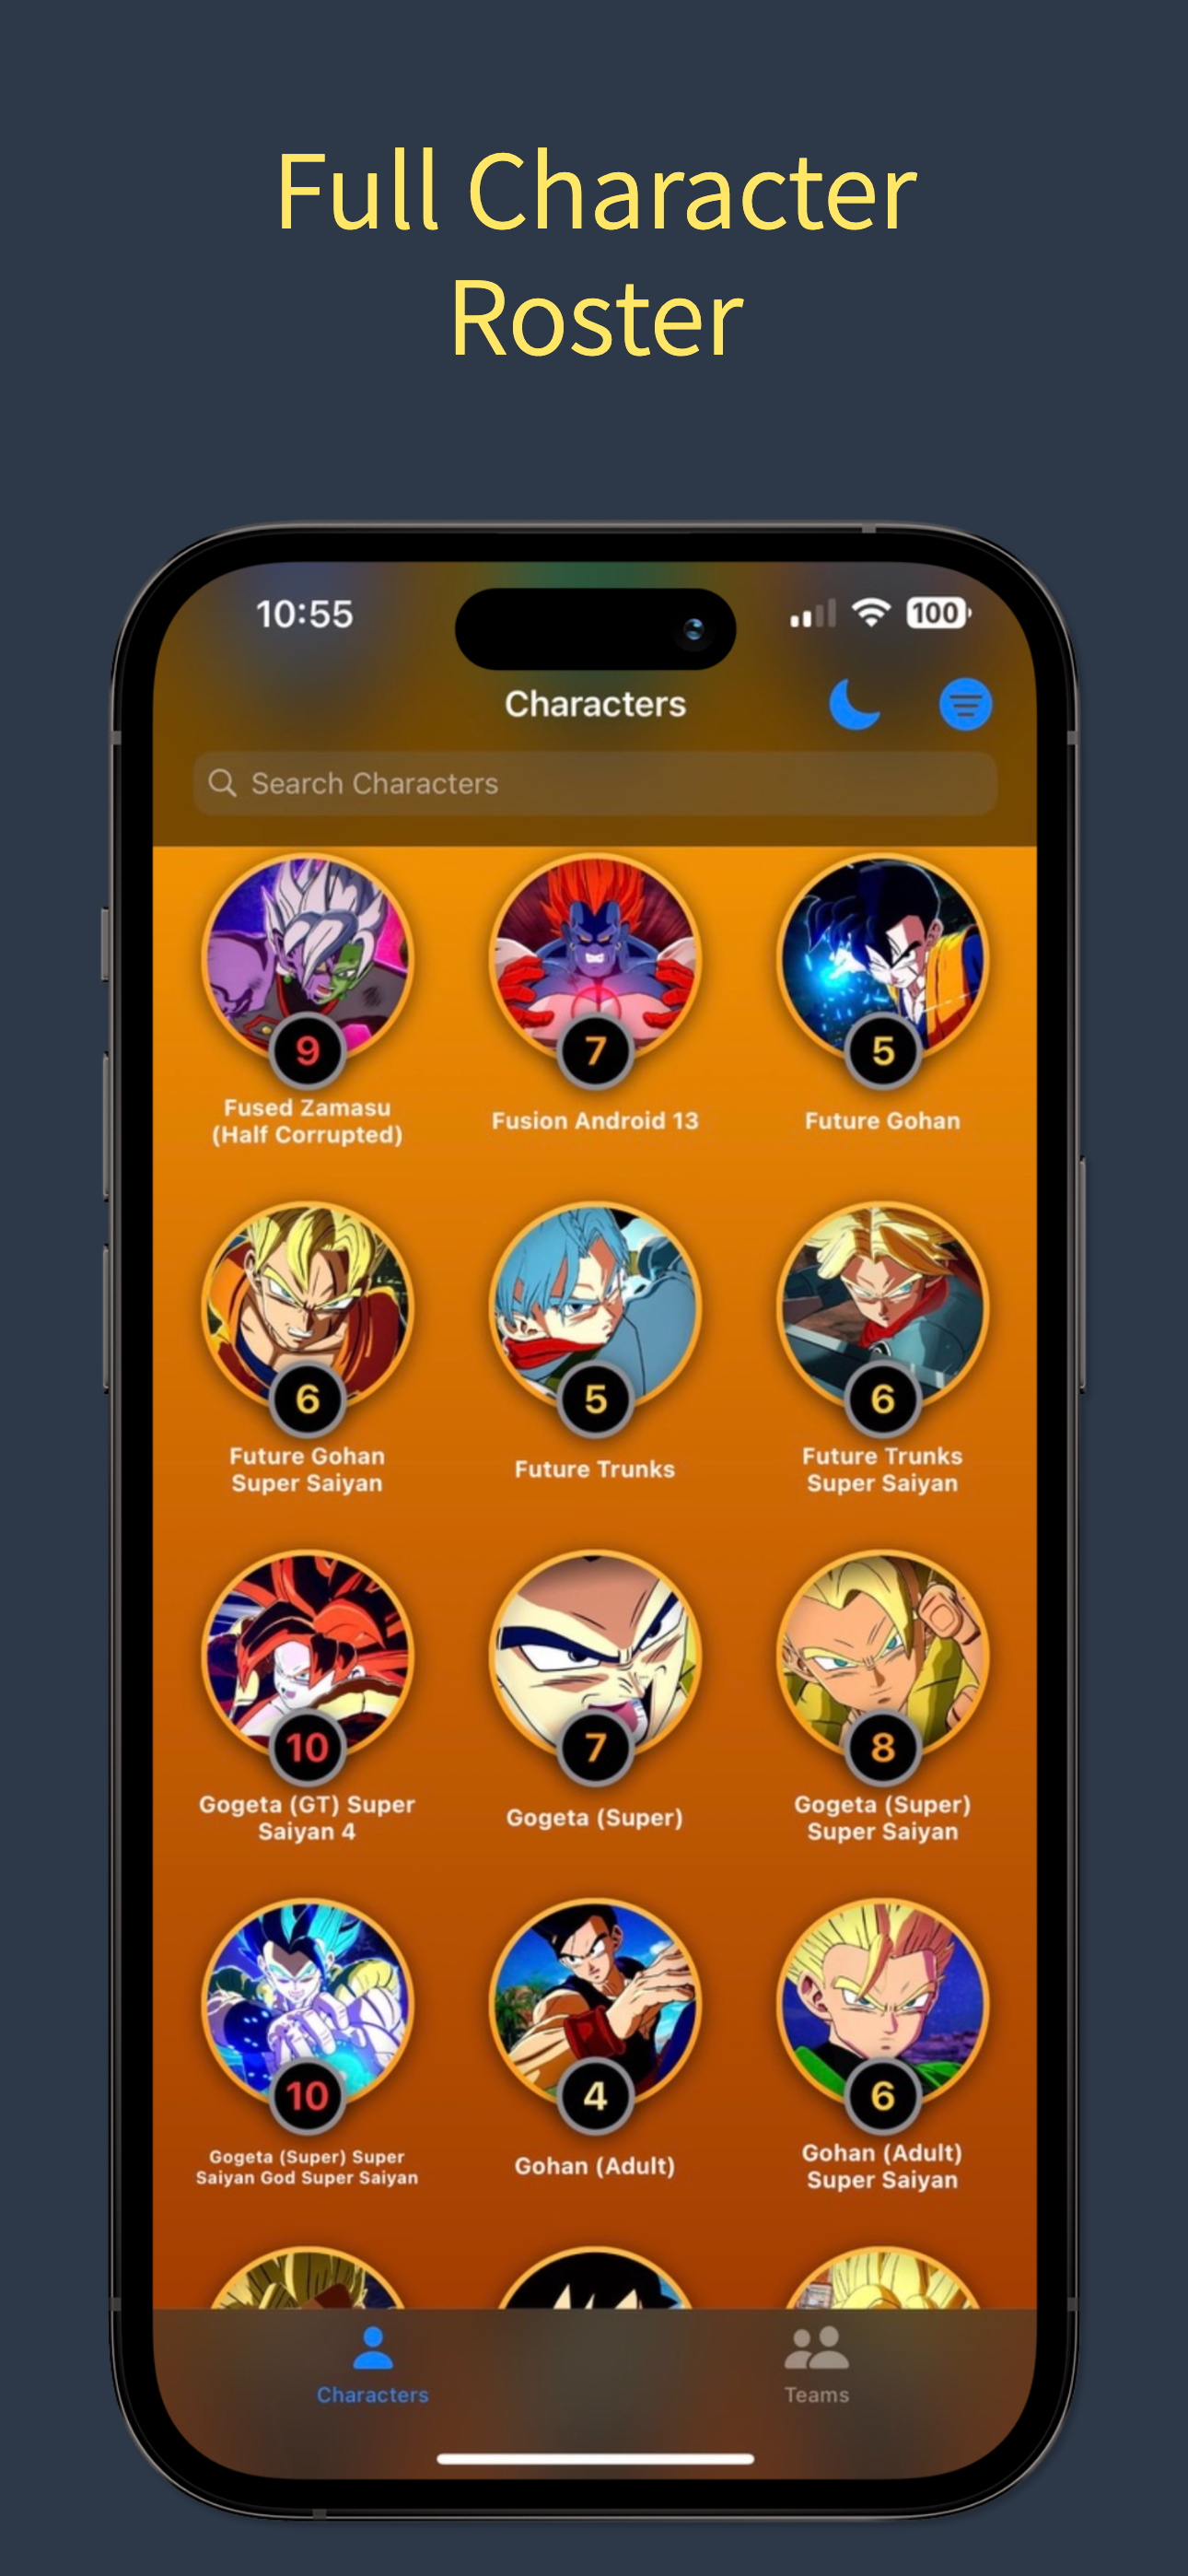 Full Character
Roster
10:55
100
Characters
Search Characters
9
7
5
Fused Zamasu
(Half Corrupted)
Fusion Android 13
Future Gohan
6
5
6
Future Gohan
Super Saiyan
Future Trunks
Future Trunks
Super Saiyan
10
7
8
Gogeta (GT) Super
Saiyan 4
Gogeta (Super)
Gogeta (Super)
Super Saiyan
10
4
6
Gogeta (Super) Super
Saiyan God Super Saiyan
Gohan (Adult)
Gohan (Adult)
Super Saiyan
Characters
Teams